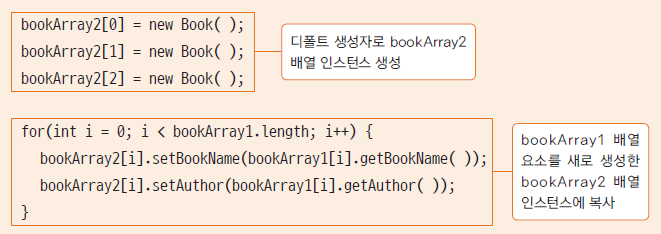 bookArray2[0] = new Book( );
bookArray2[1] = new Book( );
bookArray2[2] = new Book( );
디폴트 생성자로 bookArray2
배열 인스턴스 생성
for(int i = 0; i < bookArray1.length; i++) {
bookArray2[i].setBookName(bookArray1[i].getBookName( ));
bookArray2[i].setAuthor(bookArray1[i].getAuthor( ));
}
bookArray1 배열
요소를 새로 생성한
bookArray2 배열
인스턴스에 복사